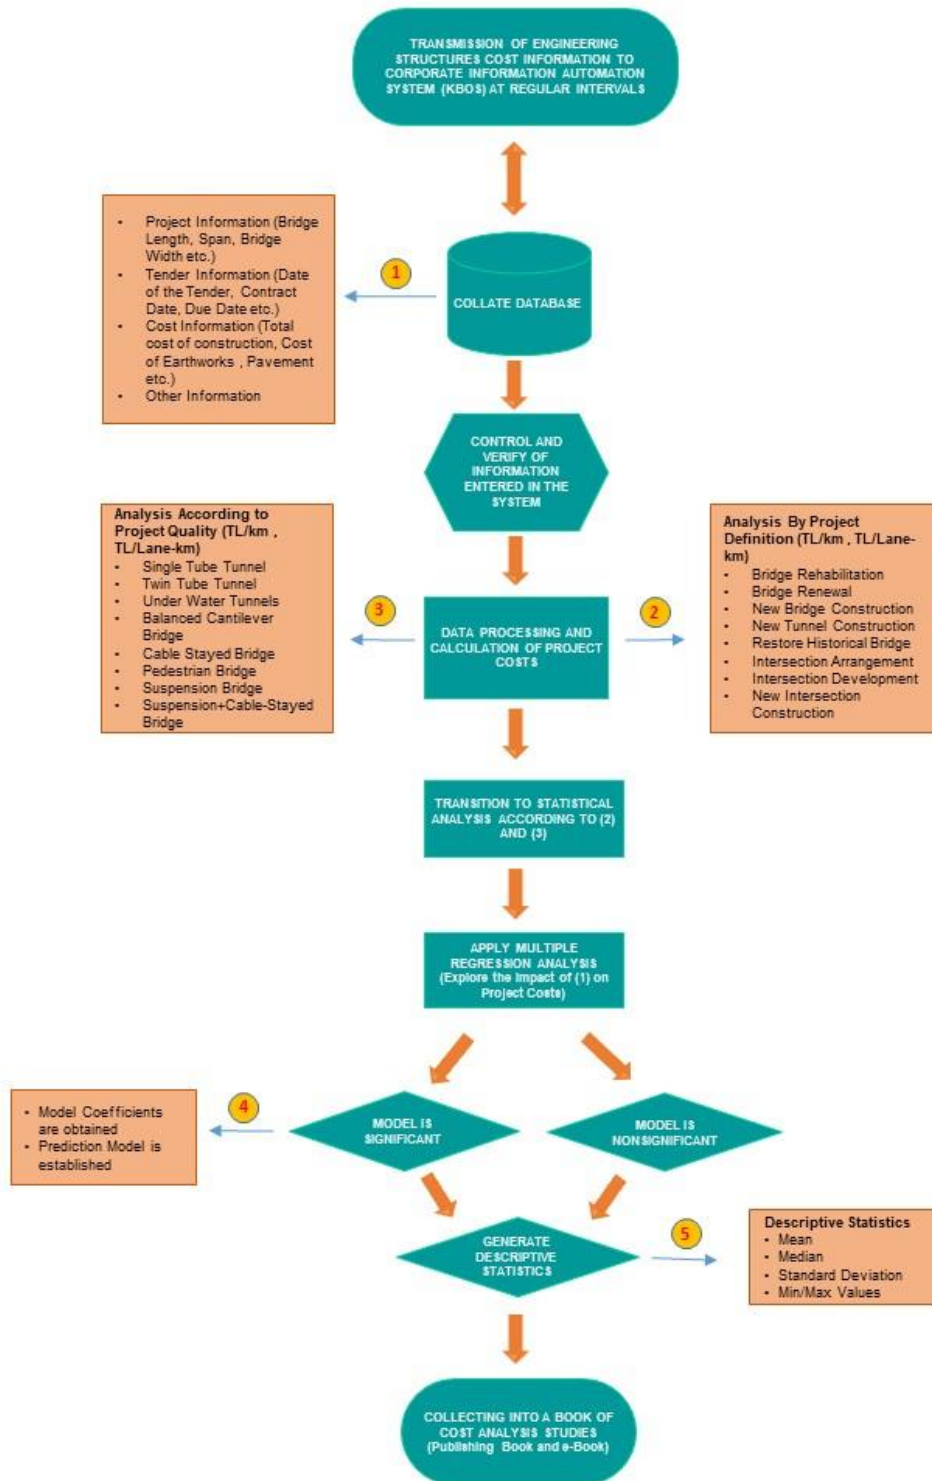 TRANSMISSION OF ENGINEERING
STRUCTURES COST INFORMATION TO
CORPORATE INFORMATION AUTOMATION
SYSTEM (KBOS) AT REGULAR INTERVALS
• Project Information (Bridge
Length, Span, Bridge
Width etc.)
• Tender Information (Date
of the Tender, Contract
Date, Due Date etc.)
• Cost Information (Total
cost of construction, Cost
of Earthworks , Pavement
etc.)
• Other Information
1
COLLATE DATABASE
CONTROL AND
VERIFY OF
INFORMATION
ENTERED IN THE
SYSTEM
Analysis According to
Project Quality (TL/km ,
TL/Lane-km)
• Single Tube Tunnel
• Twin Tube Tunnel
• Under Water Tunnels
• Balanced Cantilever
Bridge
• Cable Stayed Bridge
• Pedestrian Bridge
• Suspension Bridge
• Suspension+Cable-Stayed
Bridge
3
DATA PROCESSING AND
CALCULATION OF PROJECT
COSTS
2
Analysis By Project
Definition (TL/km , TL/Lane-
km)
• Bridge Rehabilitation
• Bridge Renewal
• New Bridge Construction
• New Tunnel Construction
• Restore Historical Bridge
• Intersection Arrangement
• Intersection Development
• New Intersection
Construction
TRANSITION TO STATISTICAL
ANALYSIS ACCORDING TO (2)
AND (3)
APPLY MULTIPLE
REGRESSION ANALYSIS
(Explore the Impact of (1) on
Project Costs)
• Model Coefficients
are obtained
• Prediction Model is
established
4
MODEL IS
SIGNIFICANT
MODEL IS
NONSIGNIFICANT
GENERATE
DESCRIPTIVE
STATISTICS
5
Descriptive Statistics
• Mean
• Median
• Standard Deviation
• Min/Max Values
COLLECTING INTO A BOOK OF
COST ANALYSIS STUDIES
(Publishing Book and e-Book)